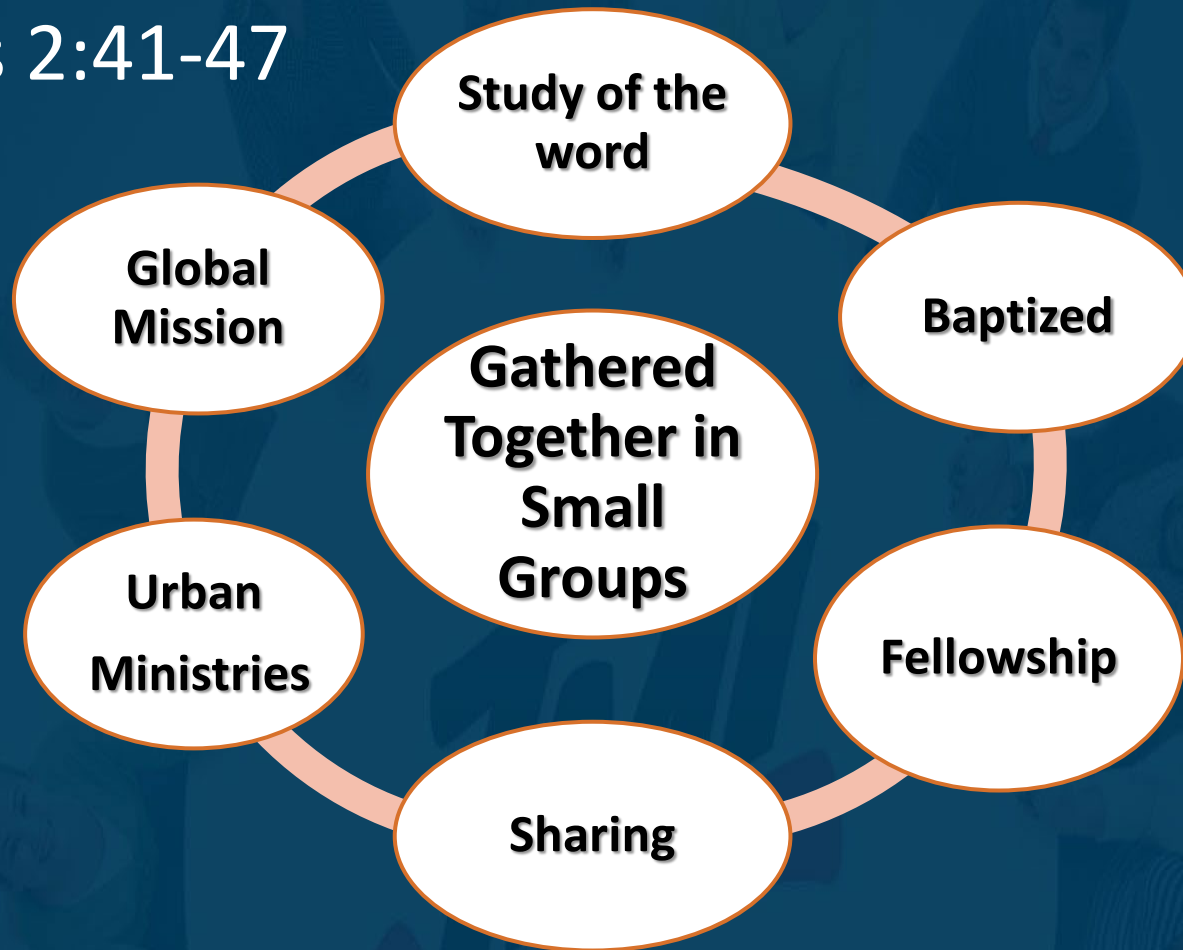 s 2:41-47
Study of the
word
Baptized
Fellowship
Sharing
Urban
Ministries
Global
Mission
Gathered
Together in
Small
Groups